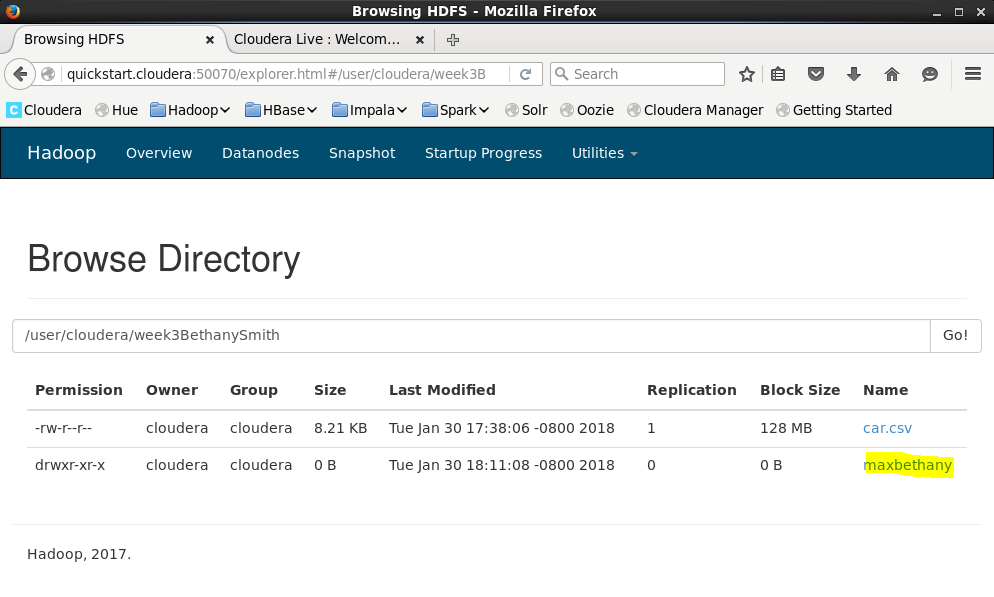 Browsing HDFS - Mozilla Firefox
Browsing HDFS
Cloudera Live : Welcom...
quickstart.cloudera:50070/explorer.html#/user/cloudera/week3B
Search
Cloudera Hue Hadoop HBase Impala Spark Solr Oozie Cloudera Manager Getting Started
Hadoop Overview Datanodes Snapshot Startup Progress Utilities
Browse Directory
/user/cloudera/week3BethanySmith Go!
Permission Owner Group Size Last Modified Replication Block Size Name
-rw-r--r-- cloudera cloudera 8.21 KB Tue Jan 30 17:38:06 -0800 2018 1 128 MB car.csv
drwxr-xr-x cloudera cloudera 0 B Tue Jan 30 18:11:08 -0800 2018 0 0 B maxbethany
Hadoop, 2017.